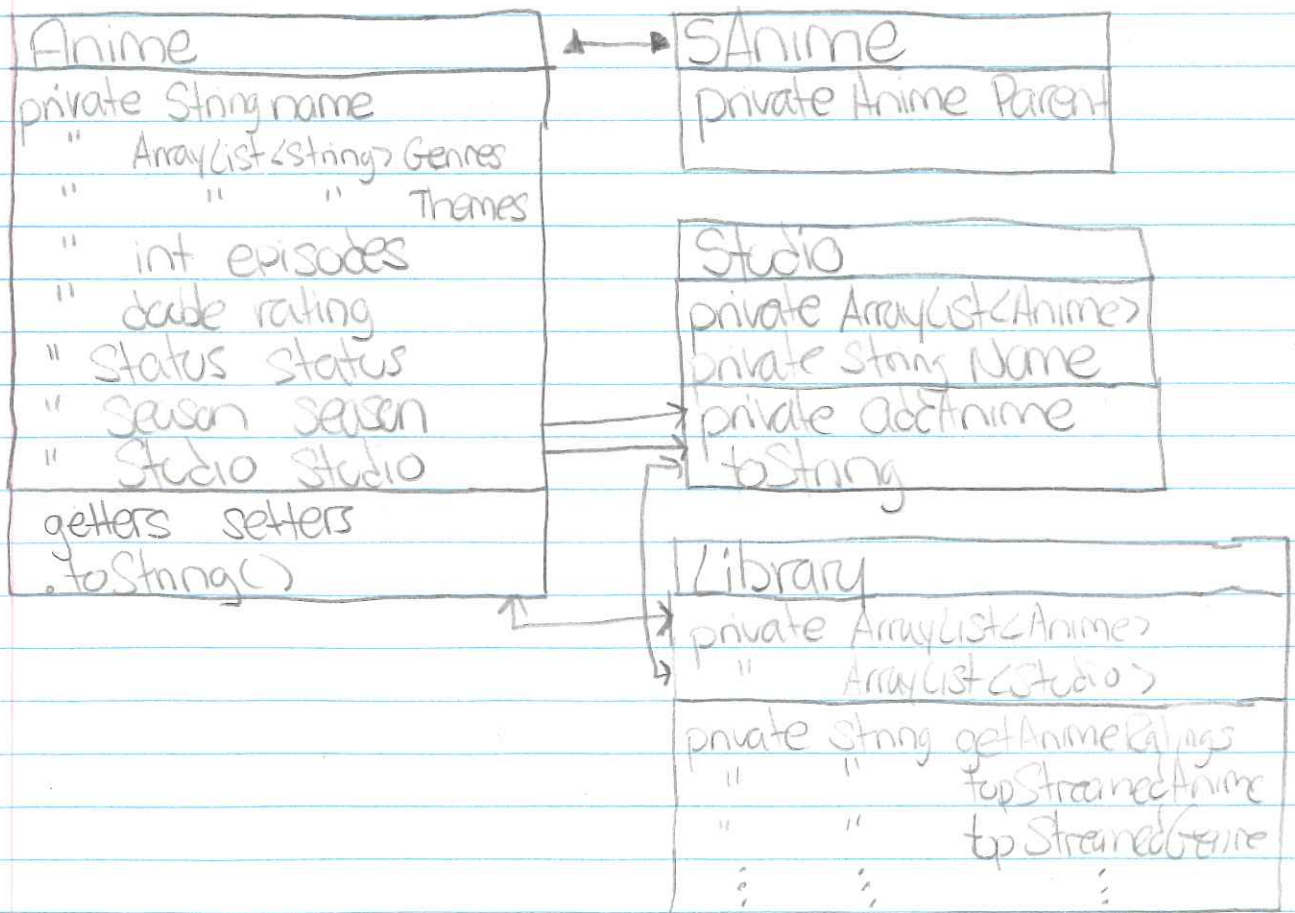 Anime
private String name
" ArrayList<String> Genres
" " " Themes
" int episodes
" double rating
" Status status
" Season season
" Studio Studio
getters setters
.toString()
SAnime
private Anime Parent
Studio
private ArrayList<Anime>
private String Name
private addAnime
toString
Library
private ArrayList<Anime>
" ArrayList<Studio>
private String getAnimeRatings
" " topStreamedAnime
" " topStreamedGenre
⋮ ⋮ ⋮